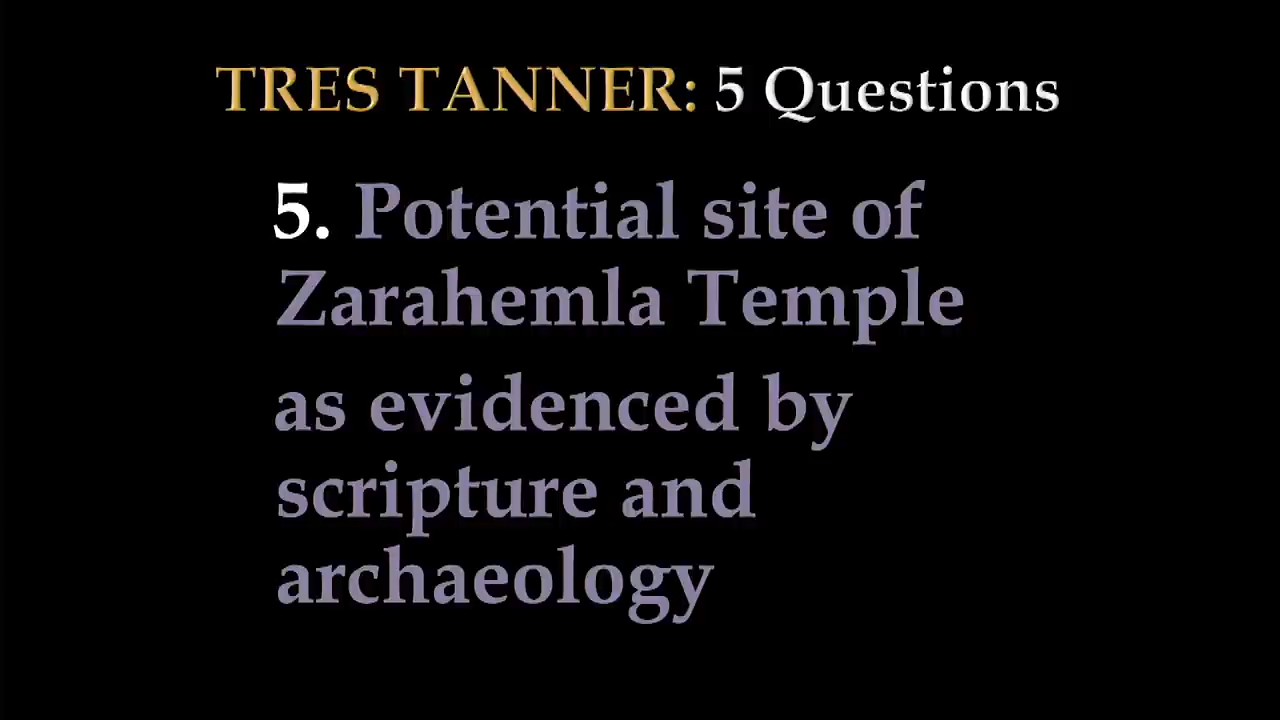 TRES TANNER: 5 Questions
5. Potential site of
Zarahemla Temple
as evidenced by
scripture and
archaeology